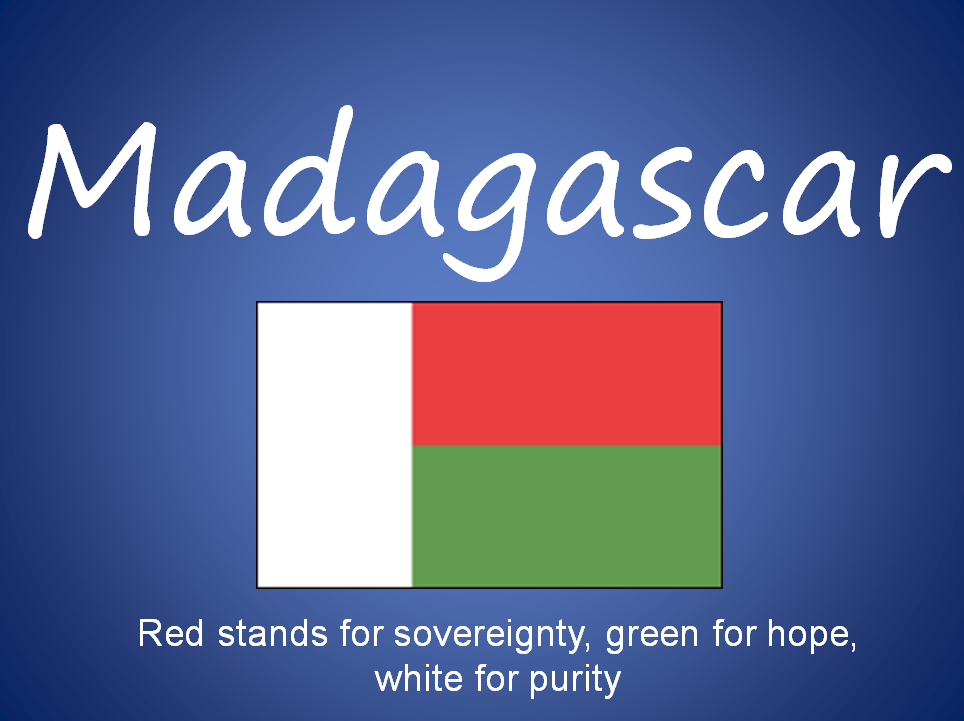 Madagascar
Red stands for sovereignty, green for hope,
white for purity